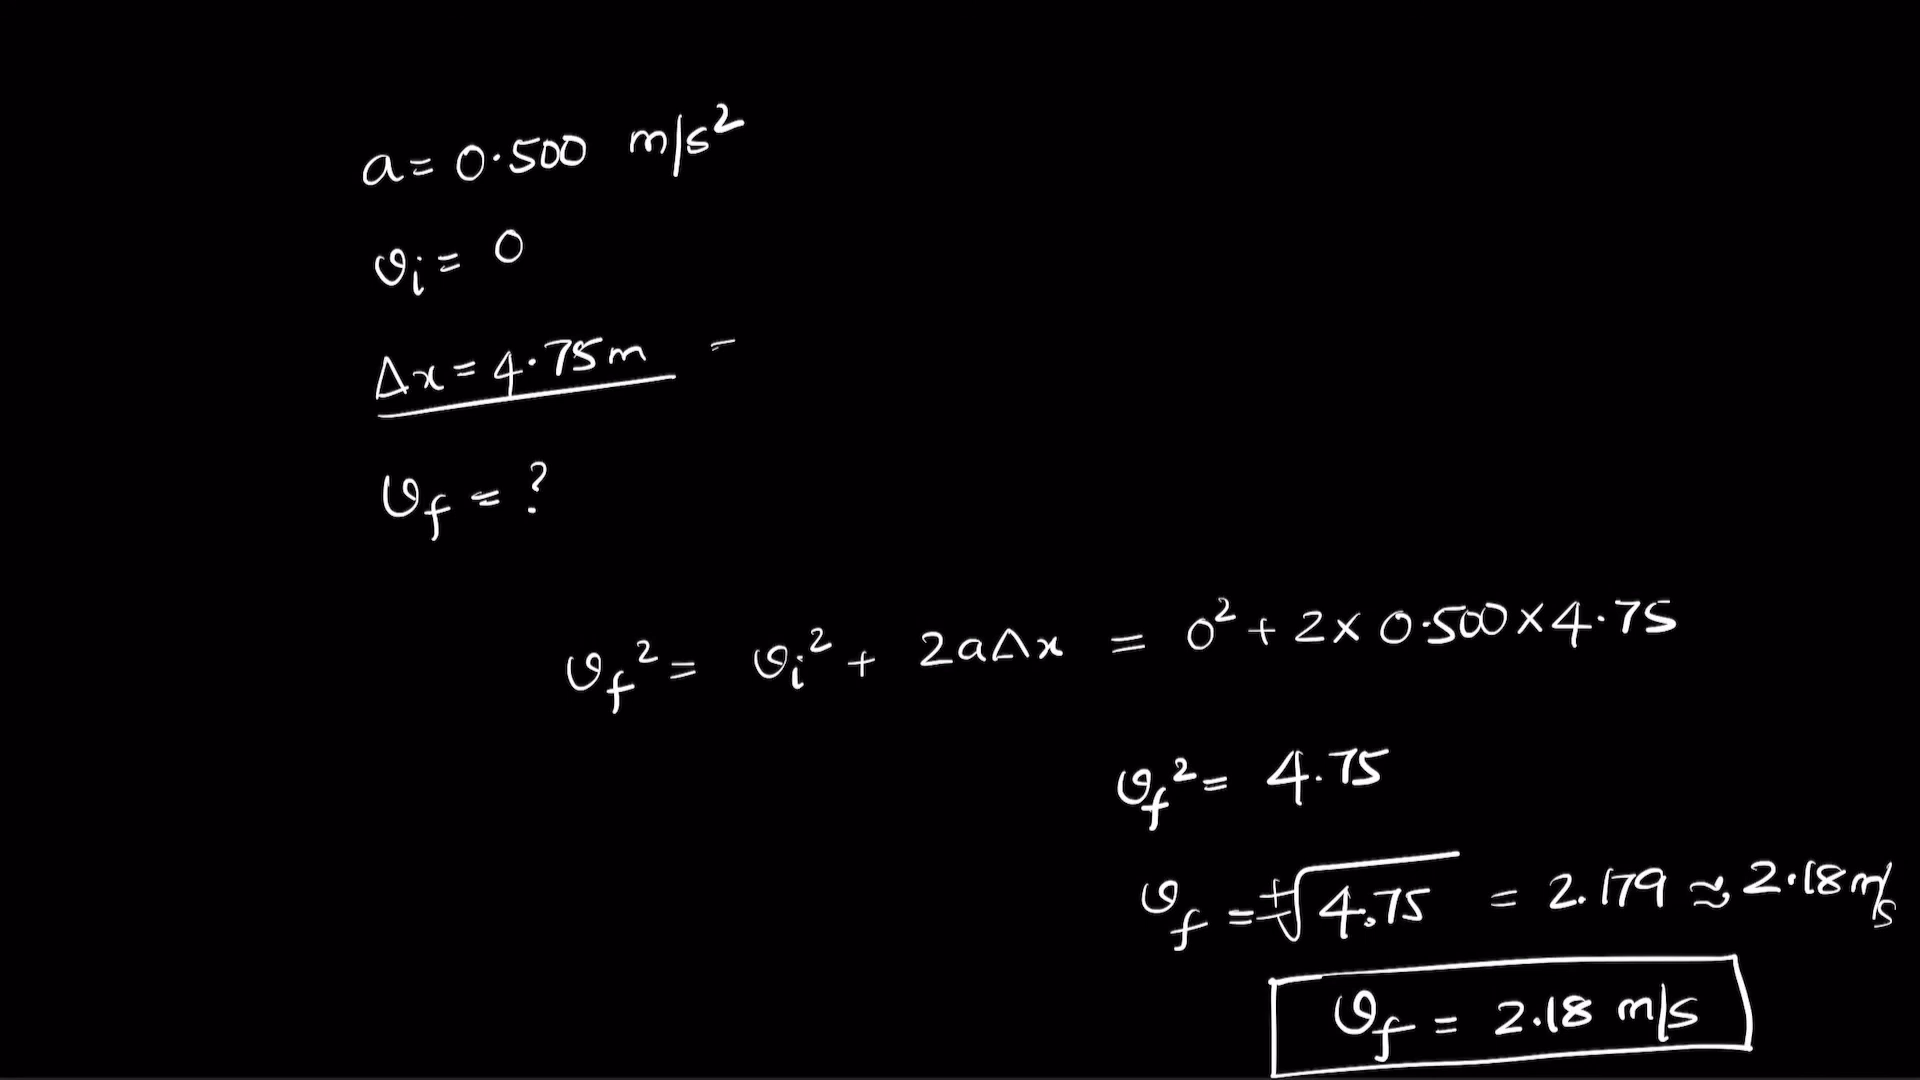 a = 0.500 m/s²
vᵢ = 0
Δx = 4.75m =
v_f = ?
v_f² = vᵢ² + 2aΔx = 0² + 2 × 0.500 × 4.75
v_f² = 4.75
v_f = ±√4.75 = 2.179 ≈ 2.18 m/s
v_f = 2.18 m/s